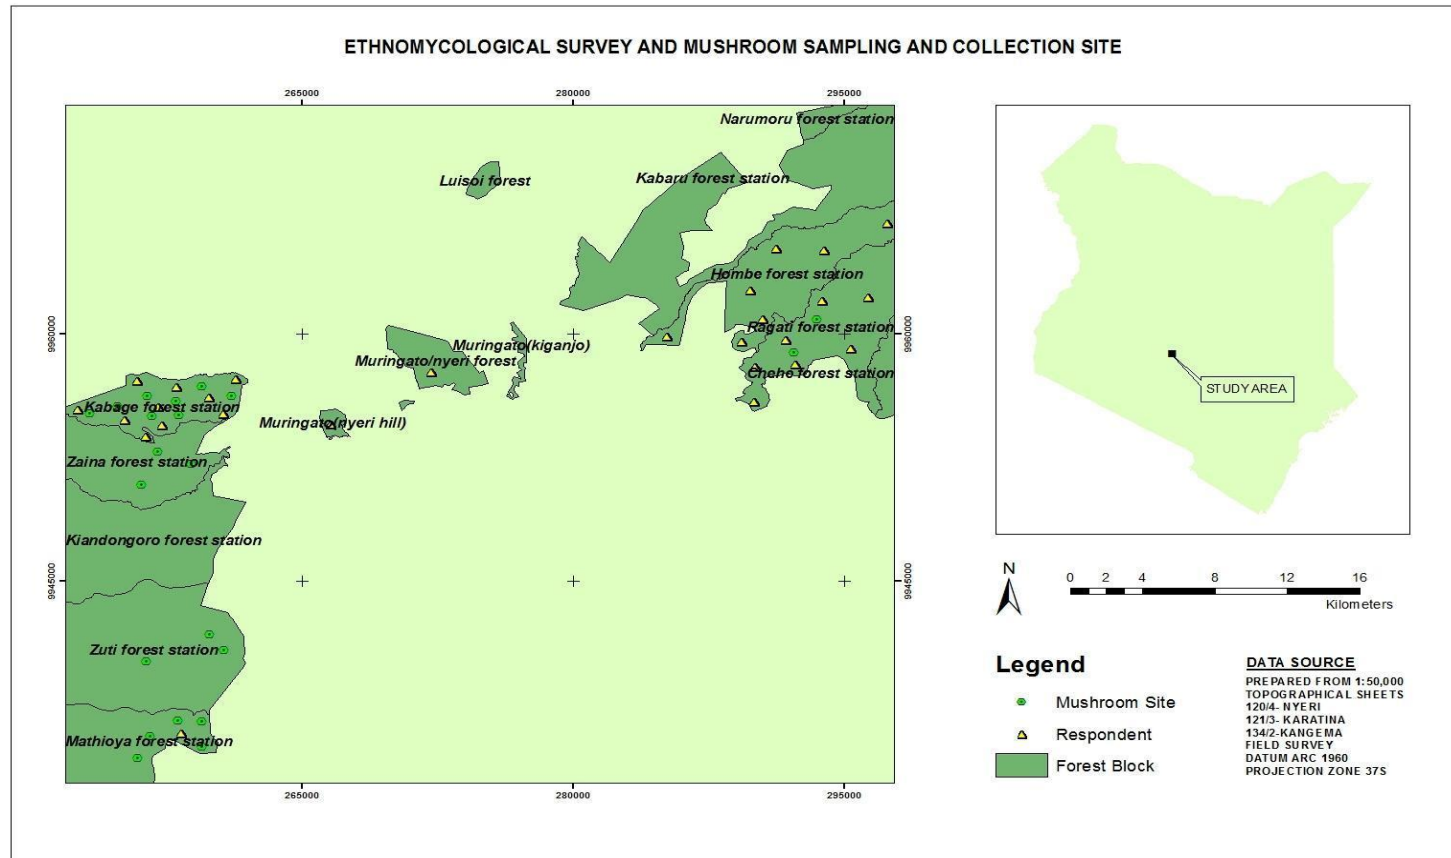 ETHNOMYCOLOGICAL SURVEY AND MUSHROOM SAMPLING AND COLLECTION SITE
265000
280000
295000
Narumoru forest station
Luisoi forest
Kabaru forest station
Hombe forest station
Ragati forest station
9960000
9960000
Muringato(kiganjo)
Muringato/nyeri forest
Chehe forest station
Kabage forest station
Muringato(nyeri hill)
Zaina forest station
Kiandongoro forest station
9945000
9945000
Zuti forest station
Mathioya forest station
265000
280000
295000
STUDY AREA
N
0 2 4 8 12 16
Kilometers
Legend
Mushroom Site
Respondent
Forest Block
DATA SOURCE
PREPARED FROM 1:50,000
TOPOGRAPHICAL SHEETS
120/4- NYERI
121/3- KARATINA
134/2-KANGEMA
FIELD SURVEY
DATUM ARC 1960
PROJECTION ZONE 37S